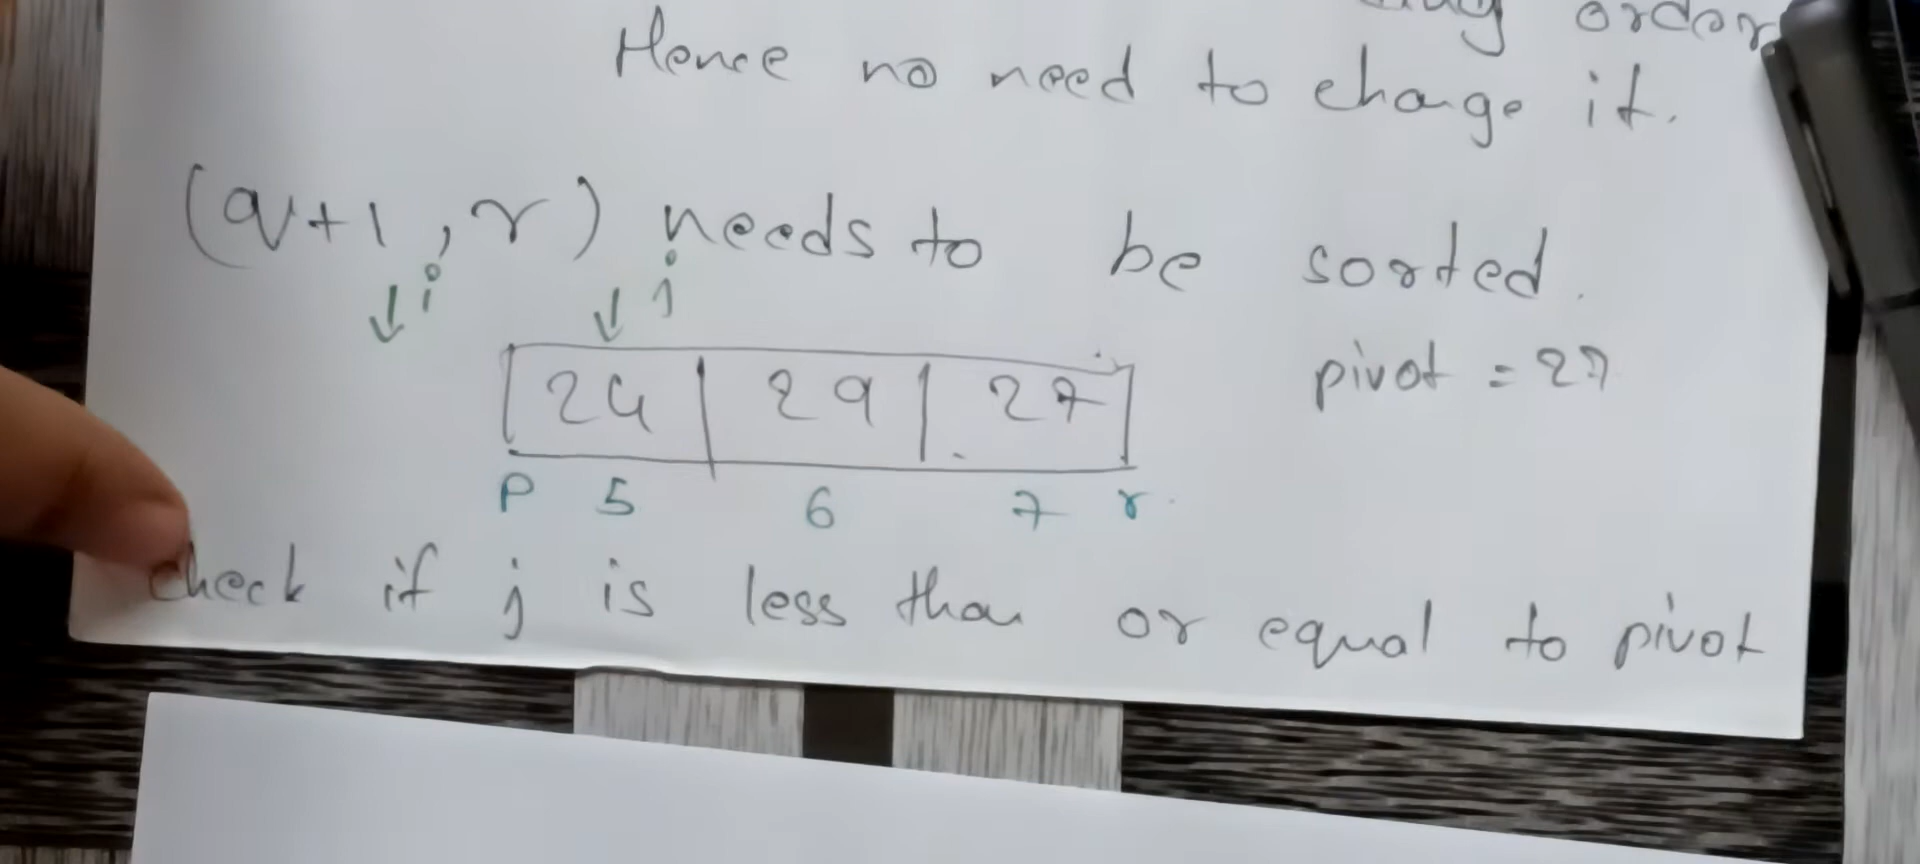 order
Hence no need to change it.
(q+1, r) needs to be sorted.
↓ i ↓ j
24 | 29 | 27 pivot = 27
P 5 6 7 r
check if j is less than or equal to pivot